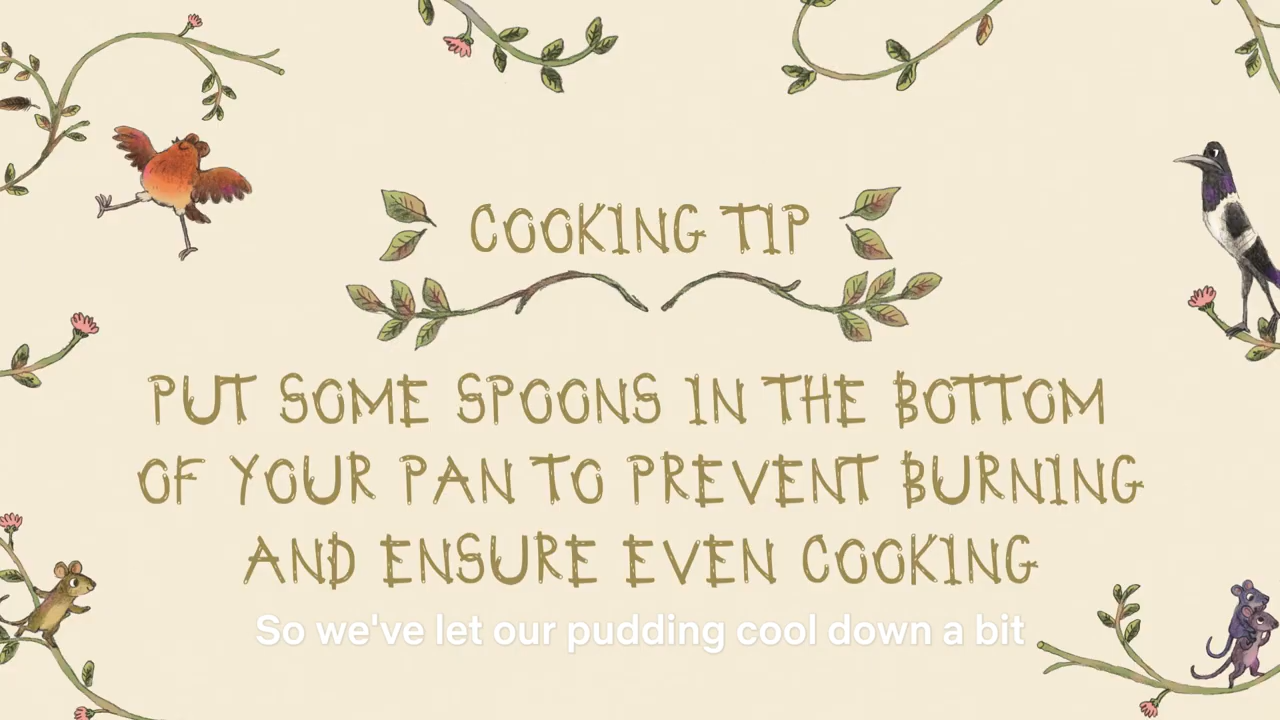 COOKING TIP
PUT SOME SPOONS IN THE BOTTOM
OF YOUR PAN TO PREVENT BURNING
AND ENSURE EVEN COOKING
So we've let our pudding cool down a bit